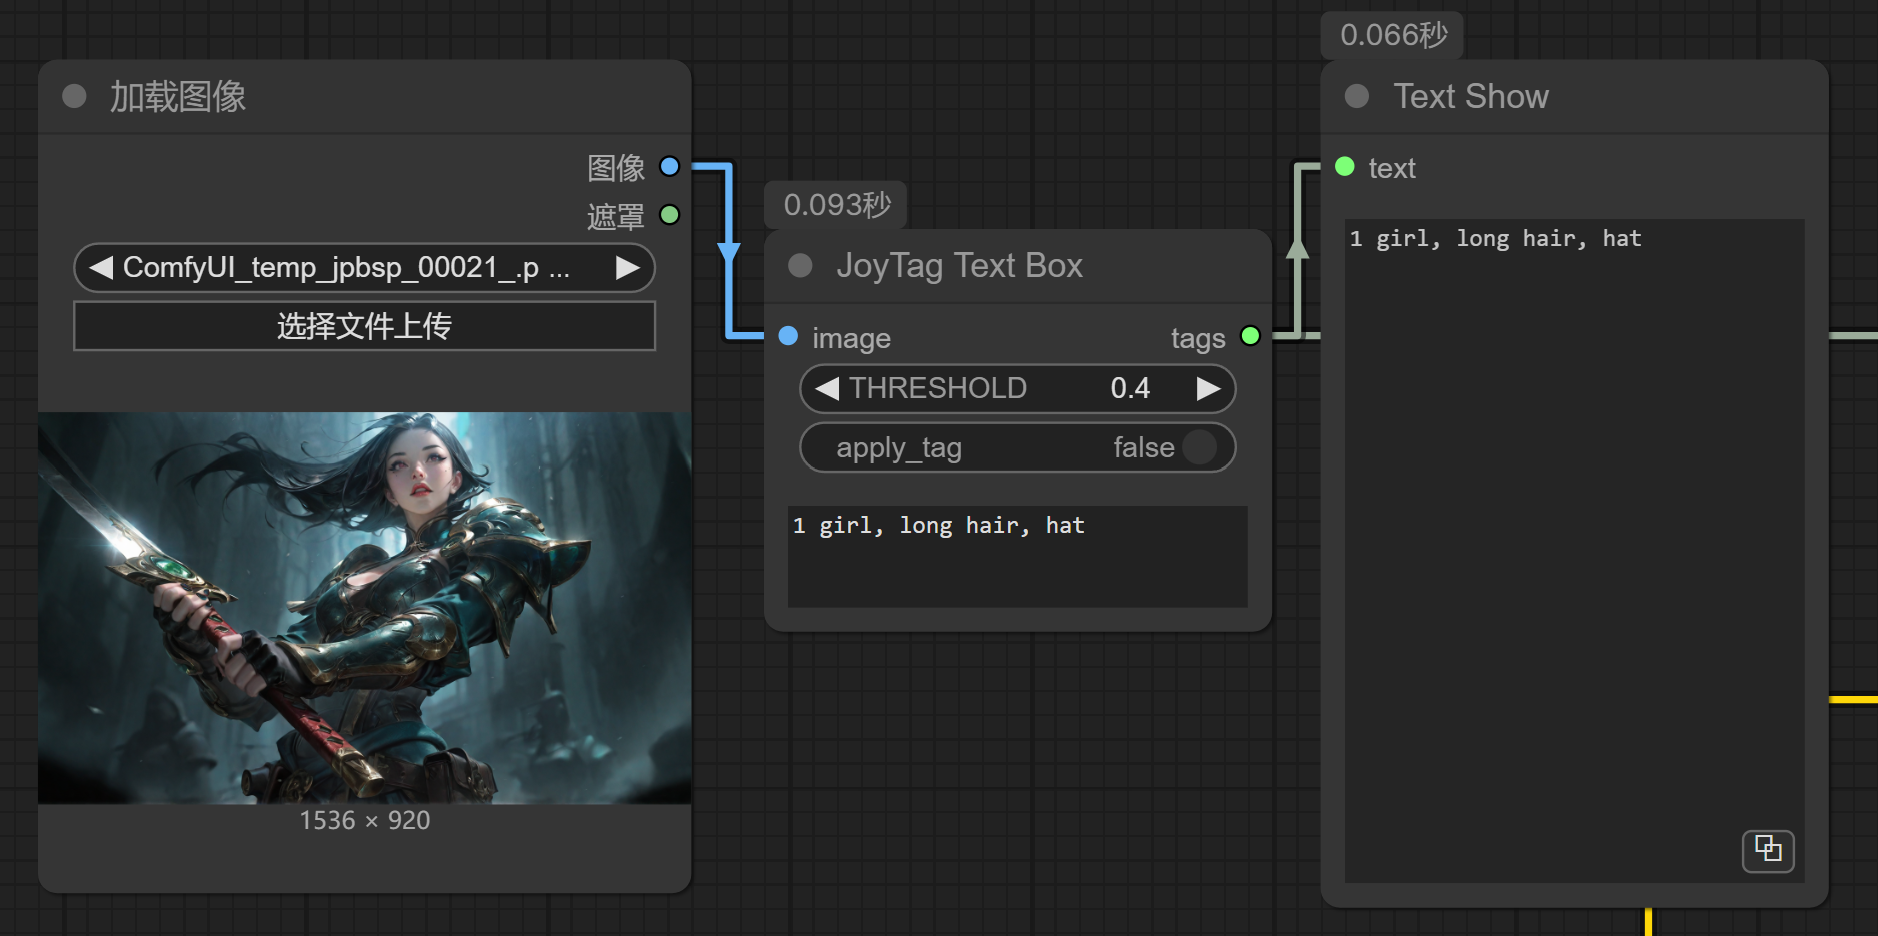 加载图像
图像
遮罩
ComfyUI_temp_jpbsp_00021_.p ...
选择文件上传
1536 × 920
0.093秒
JoyTag Text Box
image
tags
THRESHOLD 0.4
apply_tag false
1 girl, long hair, hat
0.066秒
Text Show
text
1 girl, long hair, hat